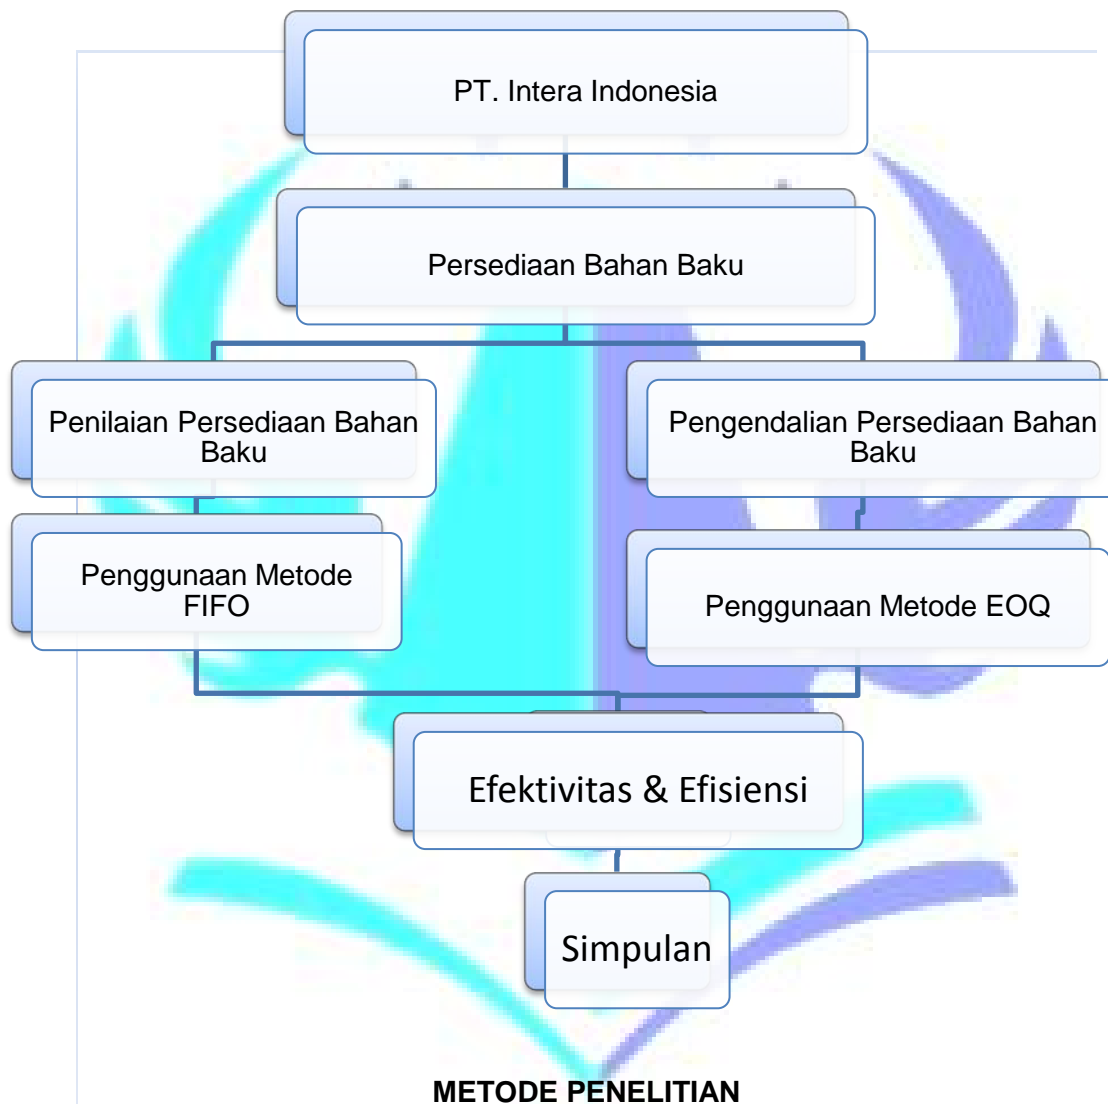 PT. Intera Indonesia
Persediaan Bahan Baku
Penilaian Persediaan Bahan
Baku
Pengendalian Persediaan Bahan
Baku
Penggunaan Metode
FIFO
Penggunaan Metode EOQ
Efektivitas & Efisiensi
Simpulan
METODE PENELITIAN